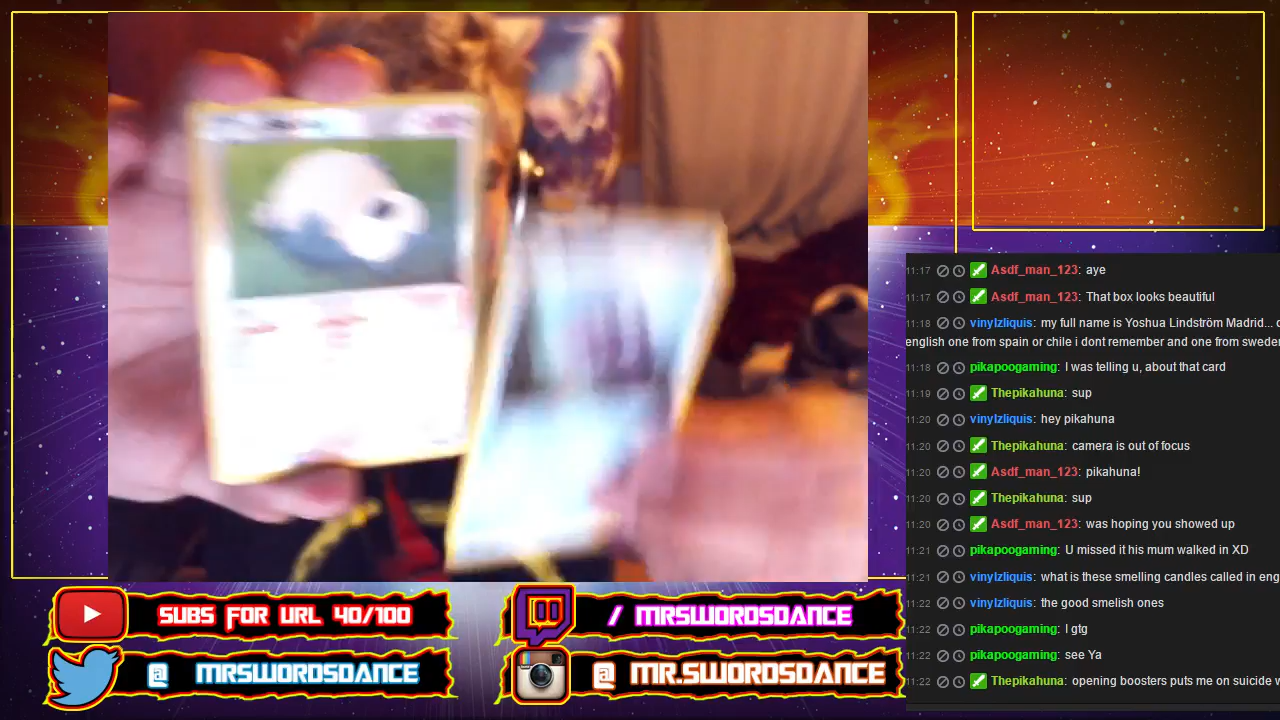 11:17 Asdf_man_123: aye
11:17 Asdf_man_123: That box looks beautiful
11:18 vinylzliquis: my full name is Yoshua Lindström Madrid...
english one from spain or chile i dont remember and one from
11:18 pikapoogaming: I was telling u, about that card
11:19 Thepikahuna: sup
11:20 vinylzliquis: hey pikahuna
11:20 Thepikahuna: camera is out of focus
11:20 Asdf_man_123: pikahuna!
11:20 Thepikahuna: sup
11:20 Asdf_man_123: was hoping you showed up
11:21 pikapoogaming: U missed it his mum walked in XD
11:21 vinylzliquis: what is these smelling candles called in
11:22 vinylzliquis: the good smelish ones
11:22 pikapoogaming: I gtg
11:22 pikapoogaming: see Ya
11:22 Thepikahuna: opening boosters puts me on suicide
SUBS FOR URL 40/100
/ MRSWORDSDANCE
@ MRSWORDSDANCE
@ MR.SWORDSDANCE